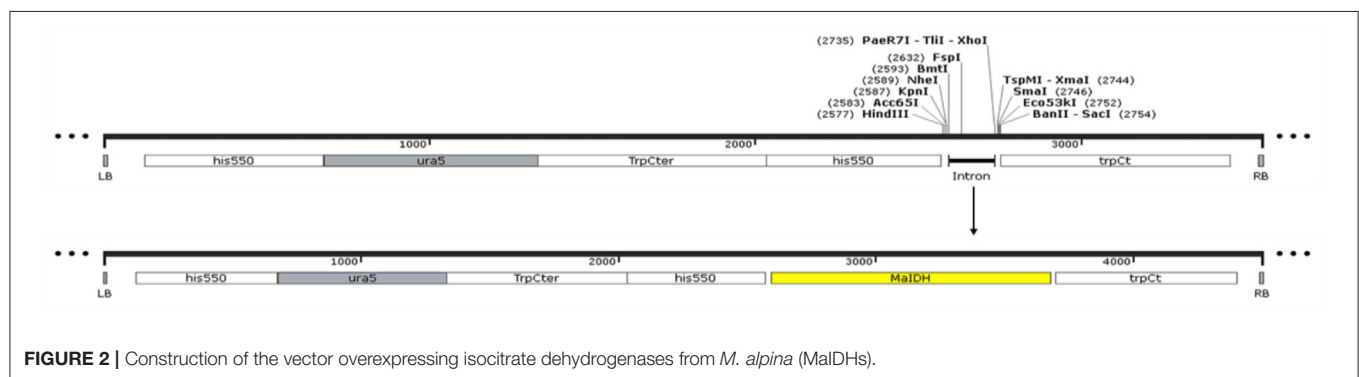 (2735) PaeR7I - TliI - XhoI
(2632) FspI
(2593) BmtI
(2589) NheI
TspMI - XmaI (2744)
(2587) KpnI
SmaI (2746)
(2583) Acc65I
Eco53kI (2752)
(2577) HindIII
BanII - SacI (2754)
1000 2000 3000
his550 ura5 TrpCter his550 trpCt
LB Intron RB
1000 2000 3000 4000
his550 ura5 TrpCter his550 MaIDH trpCt
LB RB
FIGURE 2 | Construction of the vector overexpressing isocitrate dehydrogenases from M. alpina (MaIDHs).